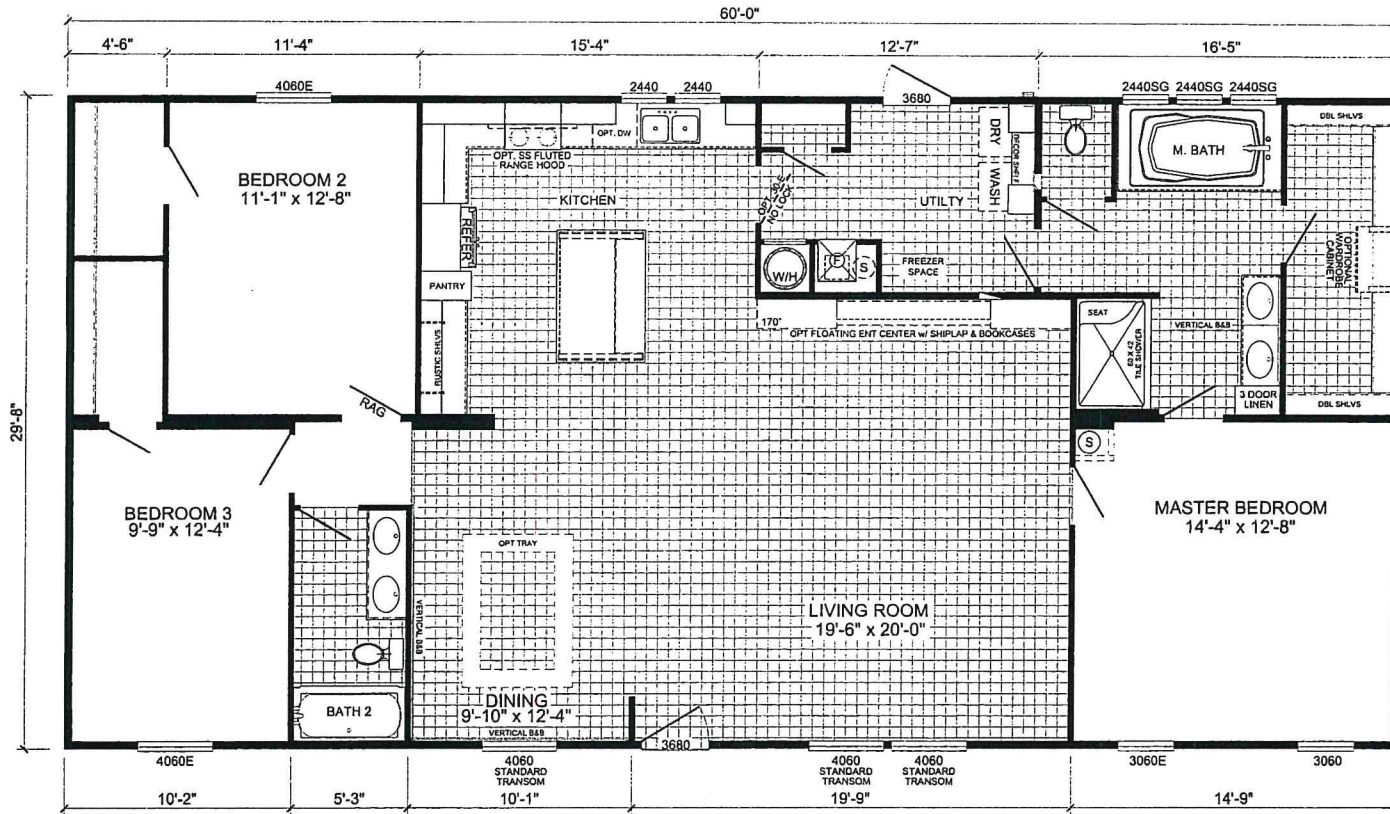 60'-0"
4'-6"
11'-4"
15'-4"
12'-7"
16'-5"
29'-8"
4060E
2440
2440
3680
2440SG
2440SG
2440SG
OPT. DW
OPT. SS FLUTED
RANGE HOOD
BEDROOM 2
11'-1" x 12'-8"
KITCHEN
REFER
PANTRY
RUSTIC SHLVS
RAG
NO LOCK
UTILTY
DRY
WASH
DECOR SHELF
W/H
F
S
FREEZER
SPACE
M. BATH
DBL SHLVS
OPTIONAL
WARDROBE
CABINET
DBL SHLVS
170"
OPT FLOATING ENT CENTER w/ SHIPLAP & BOOKCASES
SEAT
TILE SHOWER
VERTICAL B&B
3 DOOR
LINEN
S
BEDROOM 3
9'-9" x 12'-4"
BATH 2
VERTICAL B&B
OPT TRAY
DINING
9'-10" x 12'-4"
VERTICAL B&B
LIVING ROOM
19'-6" x 20'-0"
MASTER BEDROOM
14'-4" x 12'-8"
3680
4060E
4060
STANDARD
TRANSOM
4060
STANDARD
TRANSOM
4060
STANDARD
TRANSOM
3060E
3060
10'-2"
5'-3"
10'-1"
19'-9"
14'-9"